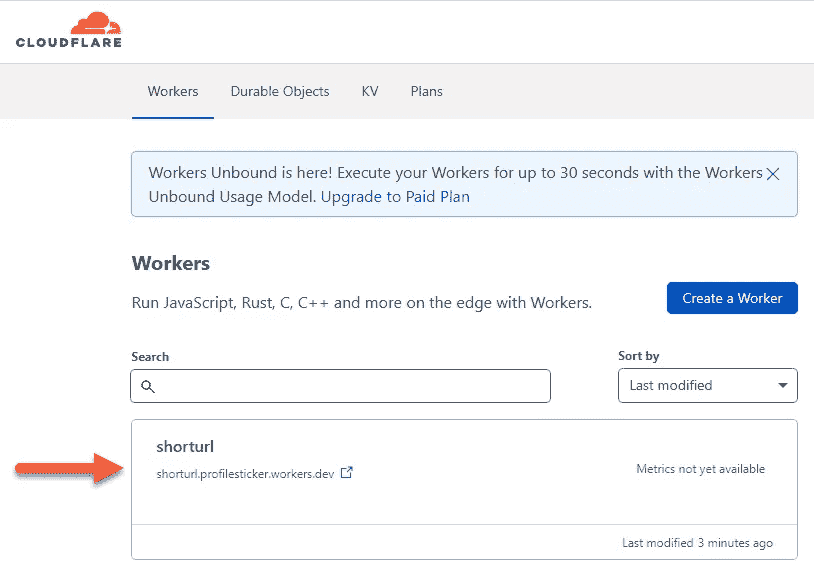 CLOUDFLARE
Workers Durable Objects KV Plans
Workers Unbound is here! Execute your Workers for up to 30 seconds with the Workers
Unbound Usage Model. Upgrade to Paid Plan
Workers
Run JavaScript, Rust, C, C++ and more on the edge with Workers.
Create a Worker
Search
Sort by
Last modified
shorturl
shorturl.profilesticker.workers.dev
Metrics not yet available
Last modified 3 minutes ago